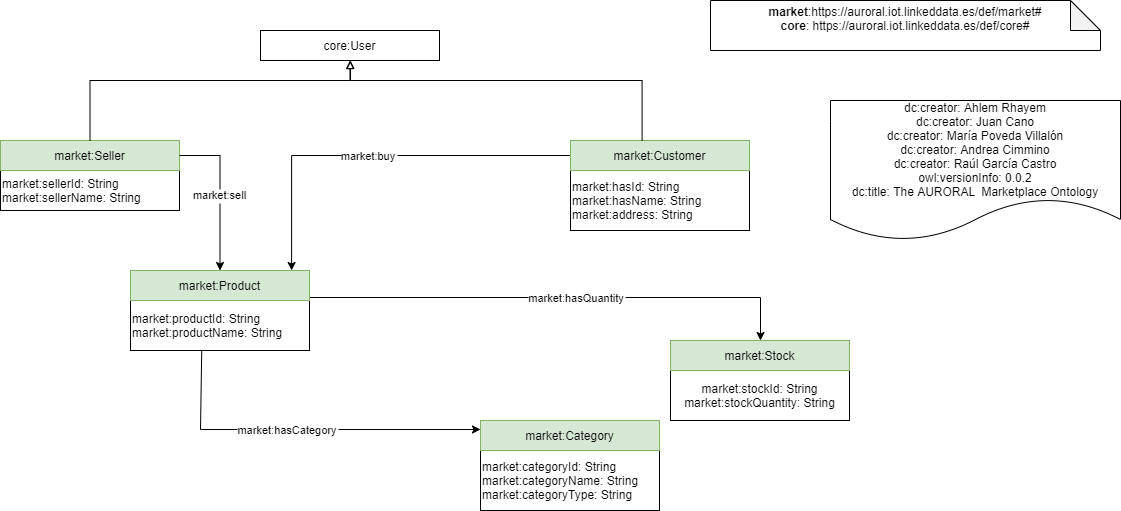 market:https://auroral.iot.linkeddata.es/def/market#
core: https://auroral.iot.linkeddata.es/def/core#
core:User
dc:creator: Ahlem Rhayem
dc:creator: Juan Cano
dc:creator: María Poveda Villalón
dc:creator: Andrea Cimmino
dc:creator: Raúl García Castro
owl:versionInfo: 0.0.2
dc:title: The AURORAL Marketplace Ontology
market:Seller
market:sellerId: String
market:sellerName: String
market:buy
market:Customer
market:hasId: String
market:hasName: String
market:address: String
market:sell
market:Product
market:productId: String
market:productName: String
market:hasQuantity
market:Stock
market:stockId: String
market:stockQuantity: String
market:hasCategory
market:Category
market:categoryId: String
market:categoryName: String
market:categoryType: String